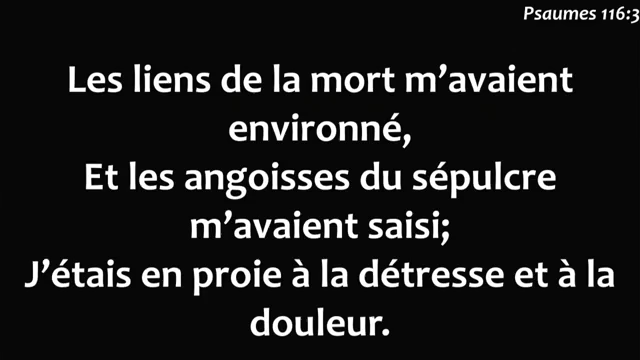 Psaumes 116:3
Les liens de la mort m’avaient
environné,
Et les angoisses du sépulcre
m’avaient saisi;
J’étais en proie à la détresse et à la
douleur.